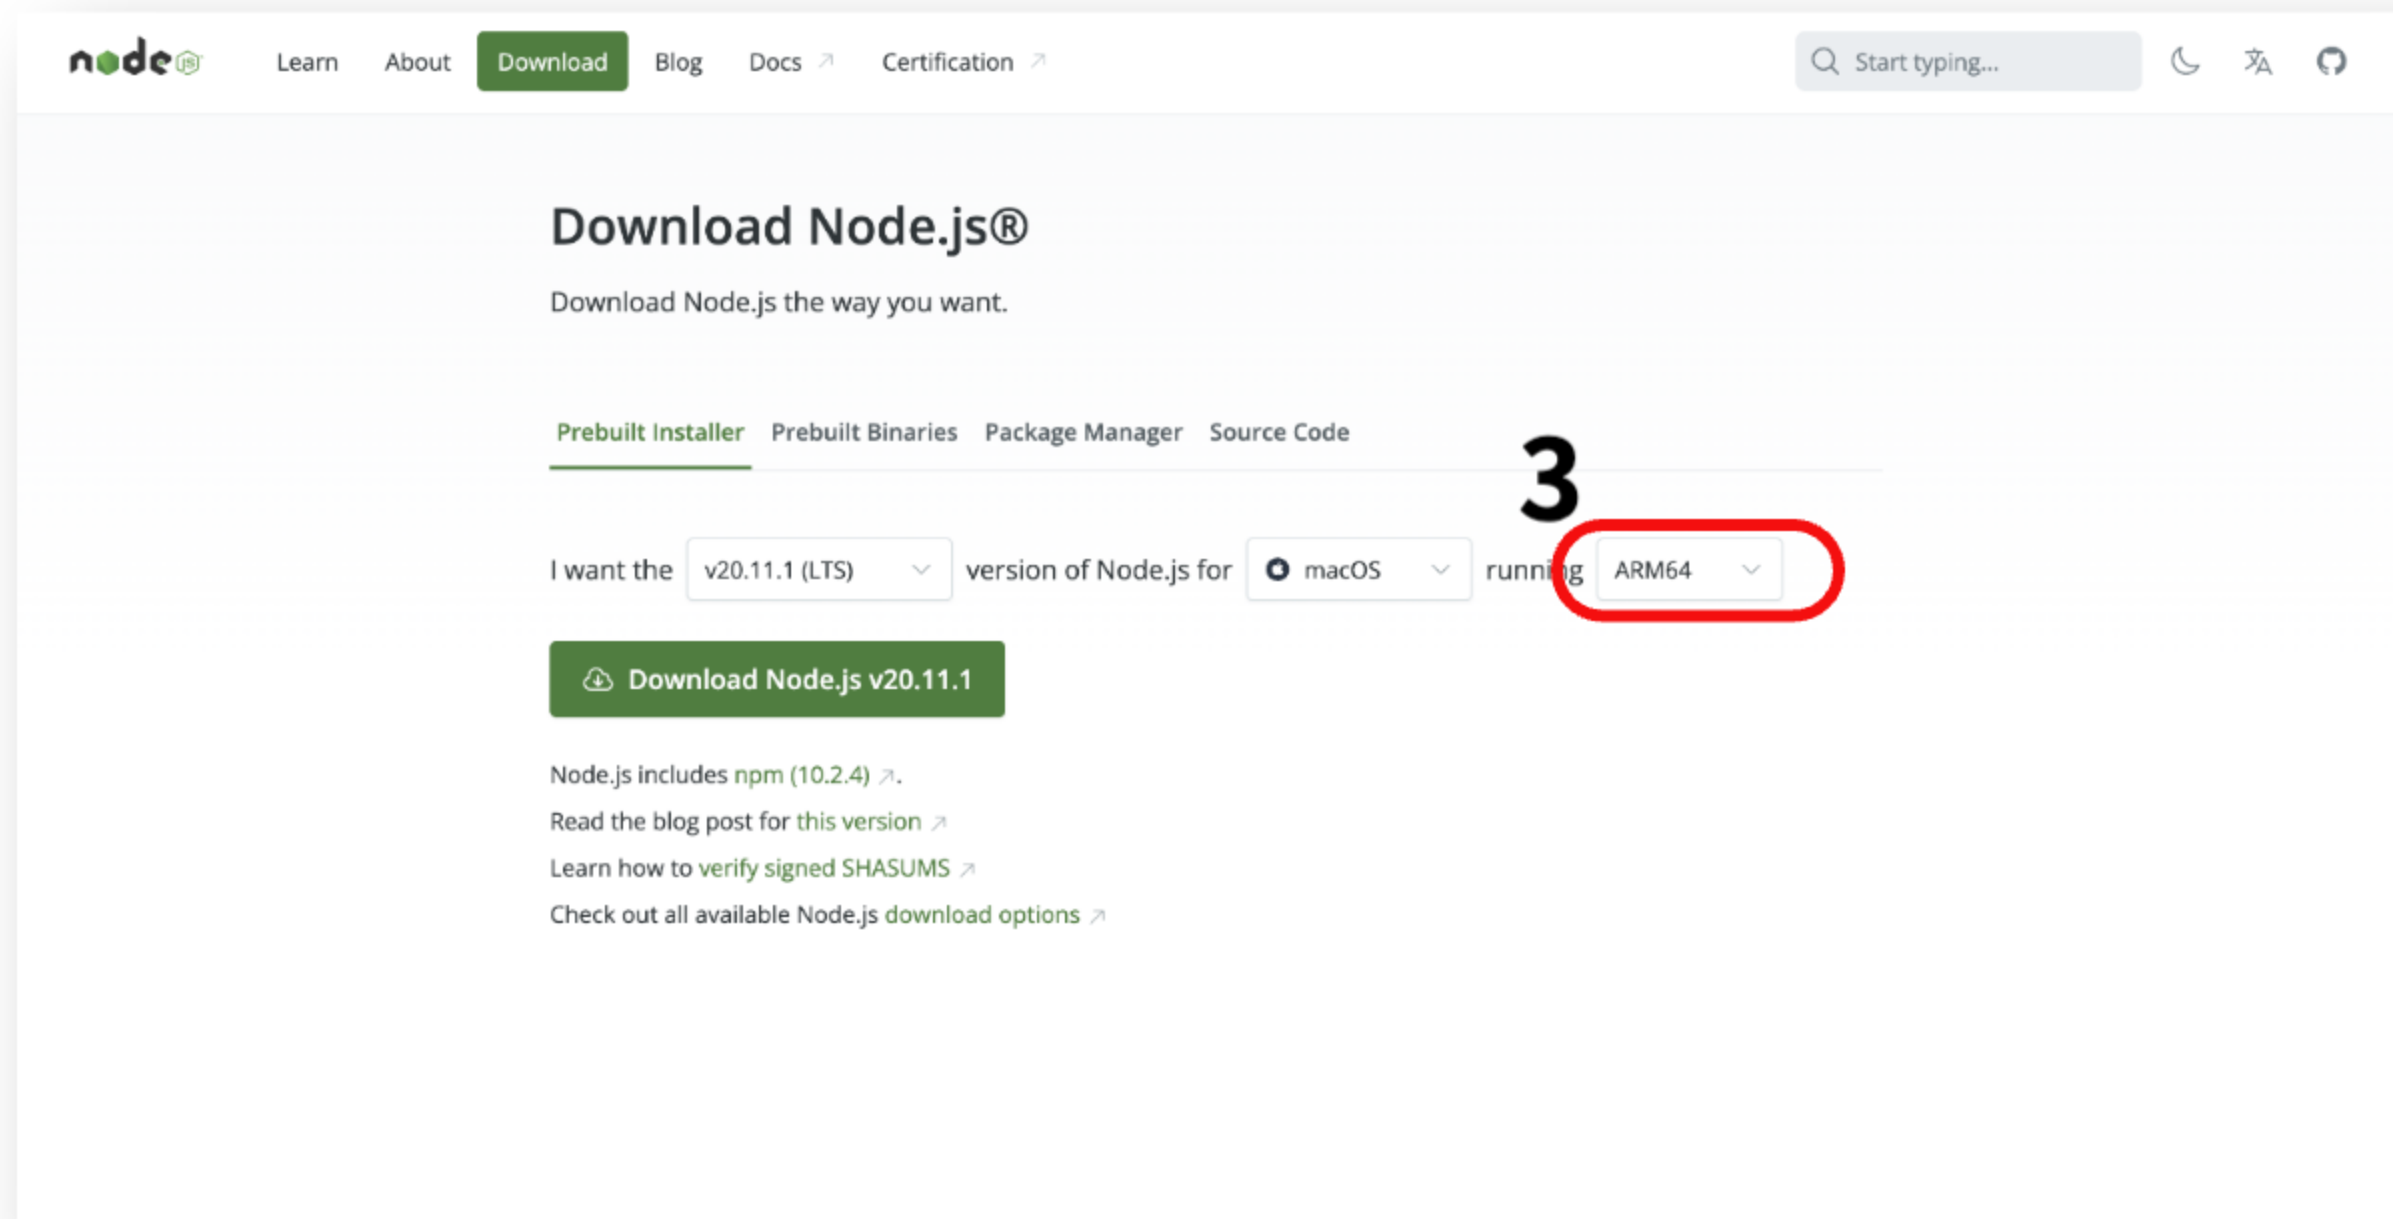 node JS
Learn About Download Blog Docs Certification Start typing...
Download Node.js®
Download Node.js the way you want.
Prebuilt Installer Prebuilt Binaries Package Manager Source Code
3
I want the v20.11.1 (LTS) version of Node.js for macOS running ARM64
Download Node.js v20.11.1
Node.js includes npm (10.2.4) .
Read the blog post for this version
Learn how to verify signed SHASUMS
Check out all available Node.js download options